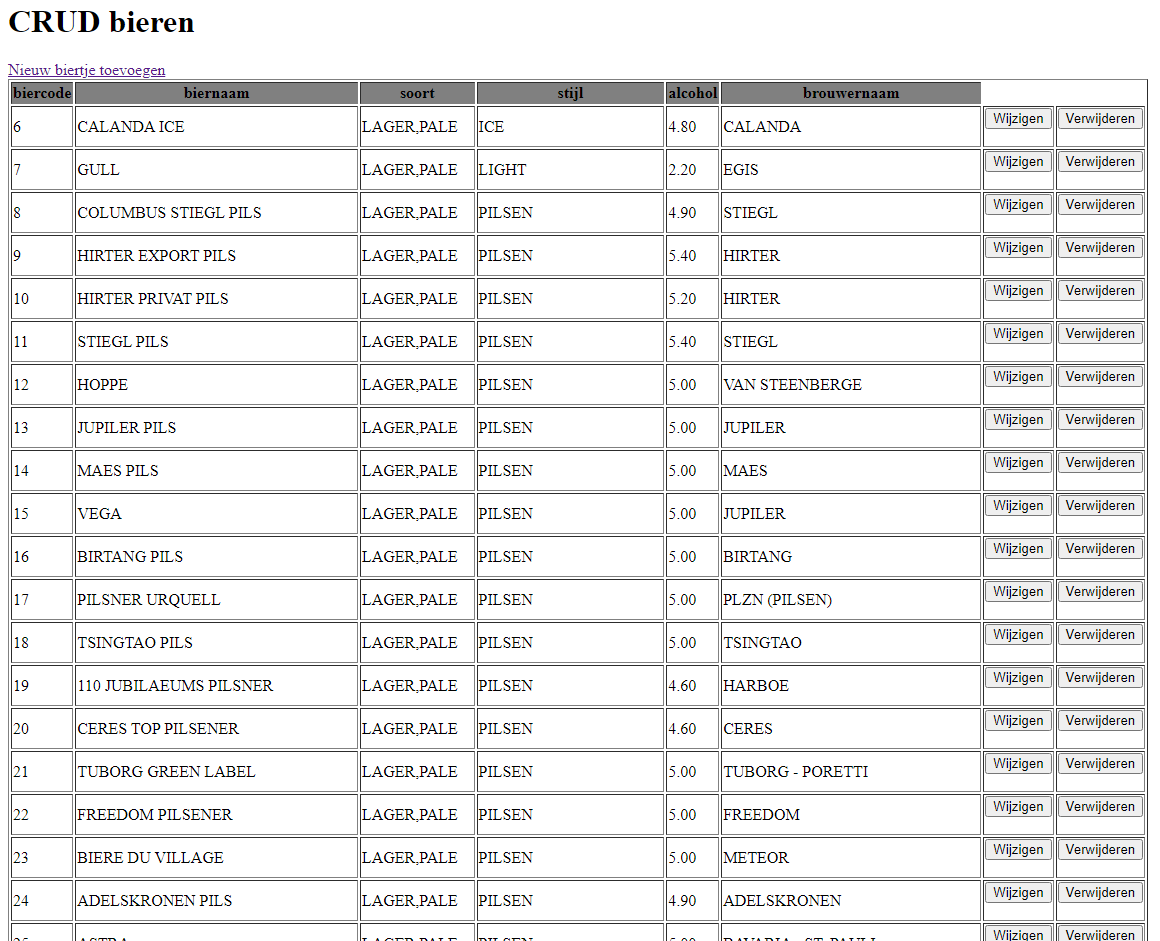 CRUD bieren
Nieuw biertje toevoegen
biercode biernaam soort stijl alcohol brouwernaam
6 CALANDA ICE LAGER,PALE ICE 4.80 CALANDA Wijzigen Verwijderen
7 GULL LAGER,PALE LIGHT 2.20 EGIS Wijzigen Verwijderen
8 COLUMBUS STIEGL PILS LAGER,PALE PILSEN 4.90 STIEGL Wijzigen Verwijderen
9 HIRTER EXPORT PILS LAGER,PALE PILSEN 5.40 HIRTER Wijzigen Verwijderen
10 HIRTER PRIVAT PILS LAGER,PALE PILSEN 5.20 HIRTER Wijzigen Verwijderen
11 STIEGL PILS LAGER,PALE PILSEN 5.40 STIEGL Wijzigen Verwijderen
12 HOPPE LAGER,PALE PILSEN 5.00 VAN STEENBERGE Wijzigen Verwijderen
13 JUPILER PILS LAGER,PALE PILSEN 5.00 JUPILER Wijzigen Verwijderen
14 MAES PILS LAGER,PALE PILSEN 5.00 MAES Wijzigen Verwijderen
15 VEGA LAGER,PALE PILSEN 5.00 JUPILER Wijzigen Verwijderen
16 BIRTANG PILS LAGER,PALE PILSEN 5.00 BIRTANG Wijzigen Verwijderen
17 PILSNER URQUELL LAGER,PALE PILSEN 5.00 PLZN (PILSEN) Wijzigen Verwijderen
18 TSINGTAO PILS LAGER,PALE PILSEN 5.00 TSINGTAO Wijzigen Verwijderen
19 110 JUBILAEUMS PILSNER LAGER,PALE PILSEN 4.60 HARBOE Wijzigen Verwijderen
20 CERES TOP PILSENER LAGER,PALE PILSEN 4.60 CERES Wijzigen Verwijderen
21 TUBORG GREEN LABEL LAGER,PALE PILSEN 5.00 TUBORG - PORETTI Wijzigen Verwijderen
22 FREEDOM PILSENER LAGER,PALE PILSEN 5.00 FREEDOM Wijzigen Verwijderen
23 BIERE DU VILLAGE LAGER,PALE PILSEN 5.00 METEOR Wijzigen Verwijderen
24 ADELSKRONEN PILS LAGER,PALE PILSEN 4.90 ADELSKRONEN Wijzigen Verwijderen
Wijzigen Verwijderen